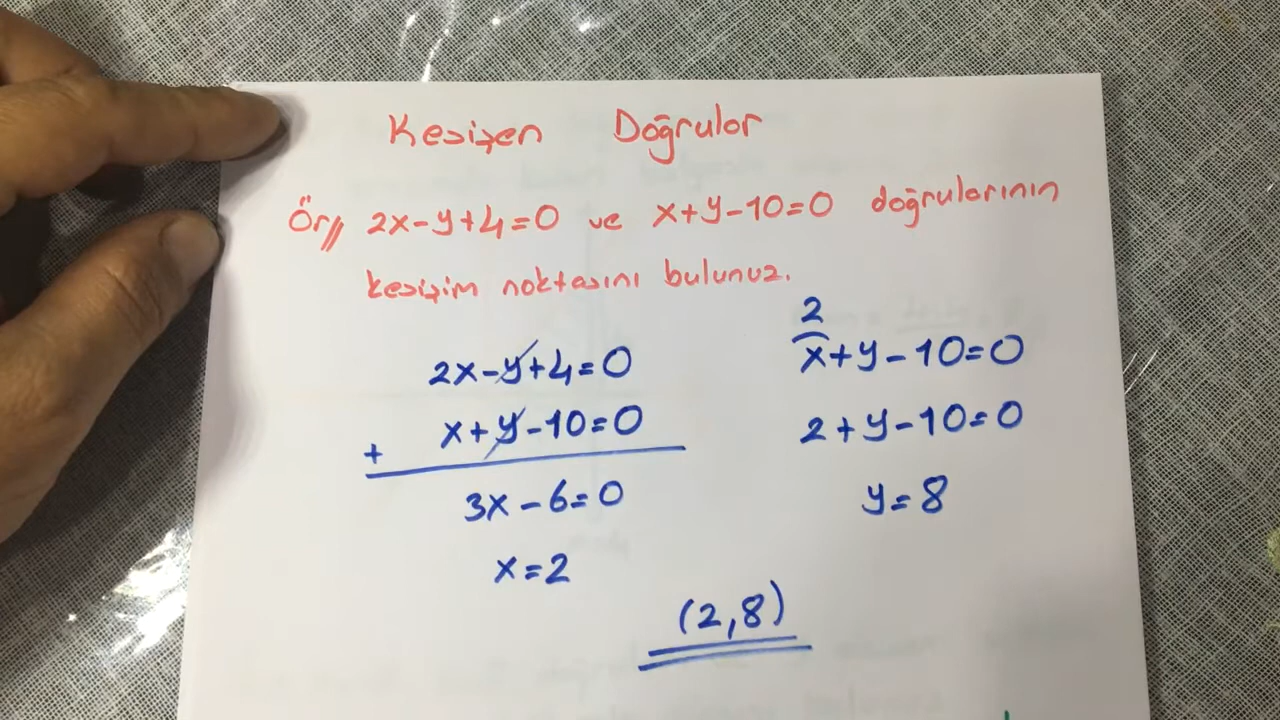 Kesişen Doğrular
Ör// 2x-y+4=0 ve x+y-10=0 doğrularının
kesişim noktasını bulunuz.
2x-y+4=0
x+y-10=0
+
3x-6=0
x=2
2
x+y-10=0
2+y-10=0
y=8
(2,8)